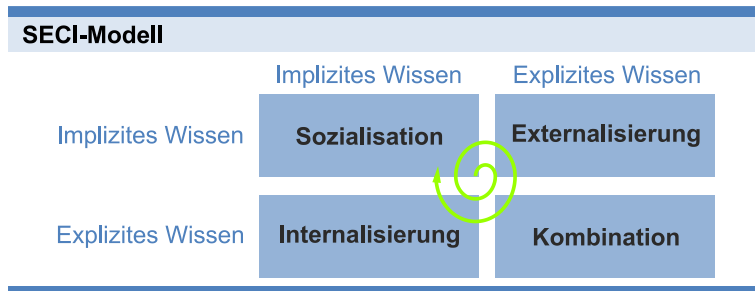 SECI-Modell
Implizites Wissen Explizites Wissen
Implizites Wissen Sozialisation Externalisierung
Explizites Wissen Internalisierung Kombination